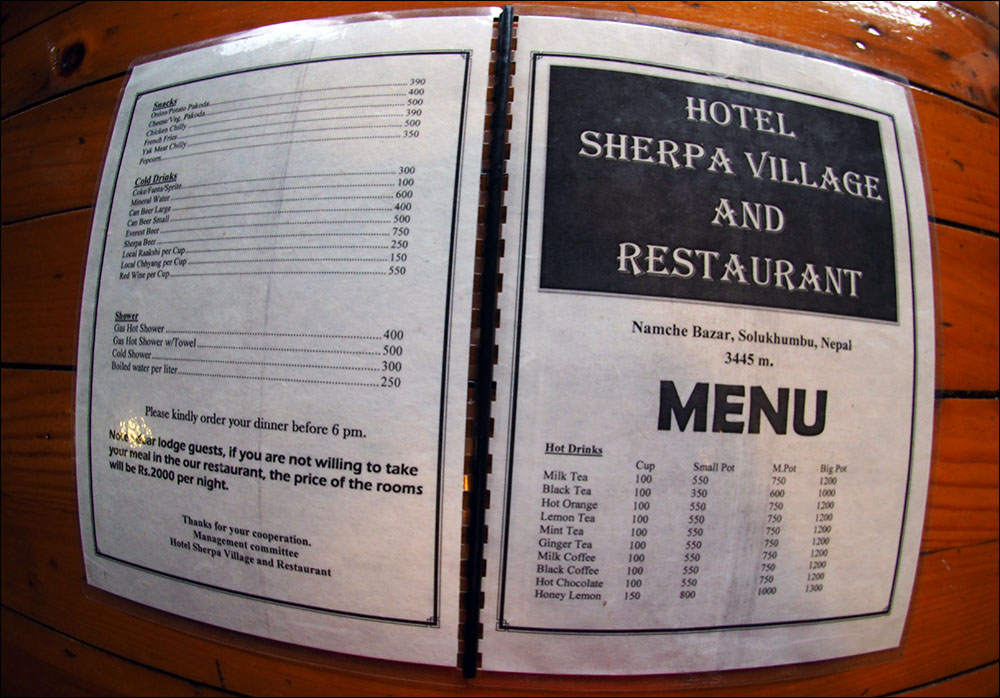 Snacks
Onion/Potato Pakoda 390
Cheese/Veg. Pakoda 400
Chicken Chilly 500
French Fries 390
Yak Meat Chilly 500
Popcorn 350
Cold Drinks
Coke/Fanta/Sprite 300
Mineral Water 100
Can Beer Large 600
Can Beer Small 400
Everest Beer 500
Sherpa Beer 750
Local Raakshi per Cup 250
Local Chhyang per Cup 150
Red Wine per Cup 550
Shower
Gas Hot Shower 400
Gas Hot Shower w/Towel 500
Cold Shower 300
Boiled water per liter 250
Please kindly order your dinner before 6 pm.
Note: Dear lodge guests, if you are not willing to take
your meal in the our restaurant, the price of the rooms
will be Rs.2000 per night.
Thanks for your cooperation.
Management committee
Hotel Sherpa Village and Restaurant
HOTEL
SHERPA VILLAGE
AND
RESTAURANT
Namche Bazar, Solukhumbu, Nepal
3445 m.
MENU
Hot Drinks
Cup Small Pot M.Pot Big Pot
Milk Tea 100 550 750 1200
Black Tea 100 350 600 1000
Hot Orange 100 550 750 1200
Lemon Tea 100 550 750 1200
Mint Tea 100 550 750 1200
Ginger Tea 100 550 750 1200
Milk Coffee 100 550 750 1200
Black Coffee 100 550 750 1200
Hot Chocolate 100 550 750 1200
Honey Lemon 150 800 1000 1300